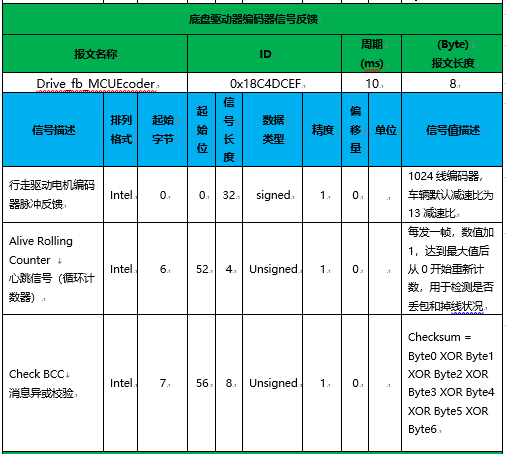 底盘驱动器编码器信号反馈
报文名称 ID 周期 (Byte)
(ms) 报文长度
Drive_fb_MCUEcoder 0x18C4DCEF 10 8
信号描述 排列格式 起始字节 起始位 信号长度 数据类型 精度 偏移量 单位 信号值描述
行走驱动电机编码
器脉冲反馈
Intel 0 0 32 signed 1 0
1024 线编码器，
车辆默认减速比为
13 减速比
Alive Rolling
Counter
心跳信号（循环计
数器）
Intel 6 52 4 Unsigned 1 0
每发一帧，数值加
1，达到最大值后
从 0 开始重新计
数，用于检测是否
丢包和掉线状况
Check BCC
消息异或校验
Intel 7 56 8 Unsigned 1 0
Checksum =
Byte0 XOR Byte1
XOR Byte2 XOR
Byte3 XOR Byte4
XOR Byte5 XOR
Byte6